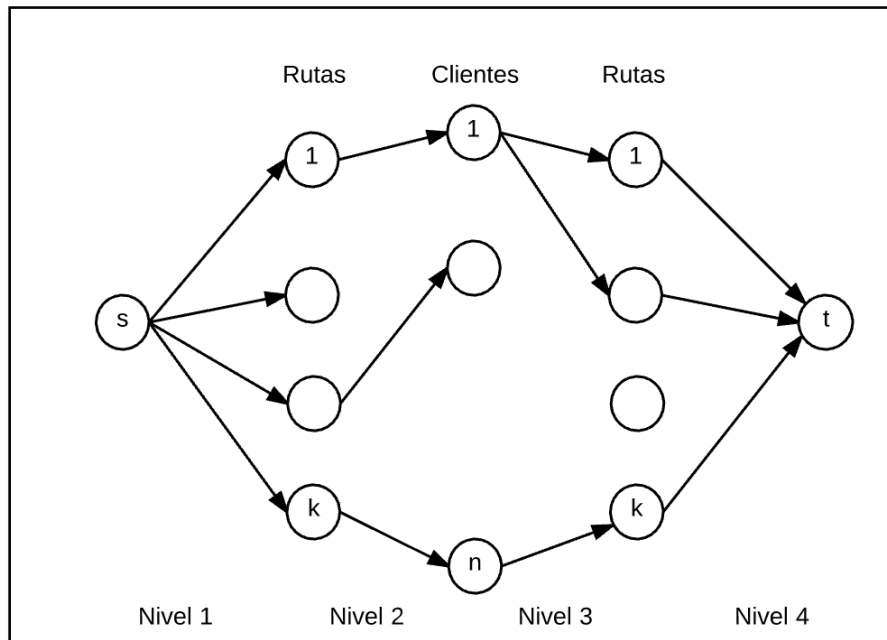 Rutas Clientes Rutas
1 1 1
s t
k k
n
Nivel 1 Nivel 2 Nivel 3 Nivel 4